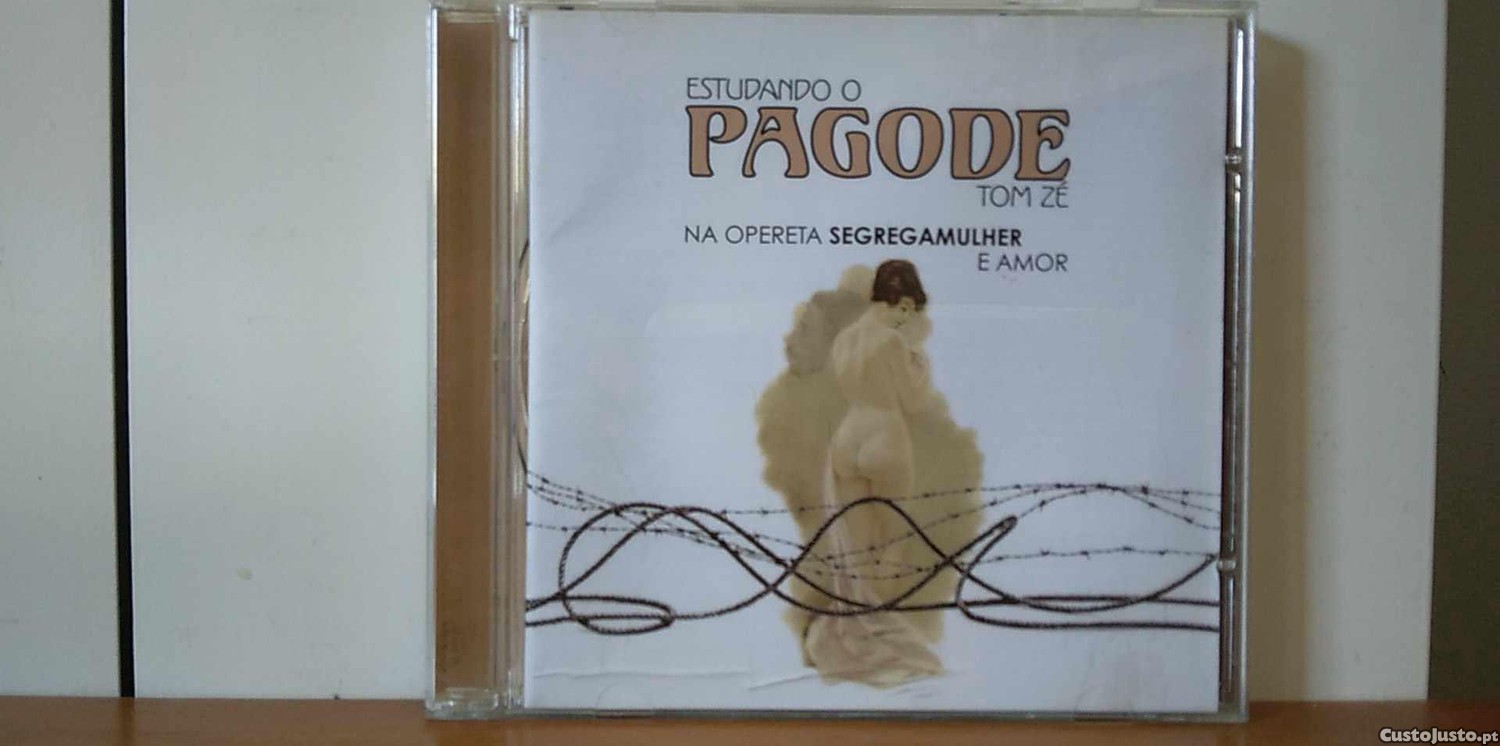 ESTUDANDO O
PAGODE
TOM ZÉ
NA OPERETA SEGREGAMULHER
E AMOR
CustoJusto.pt